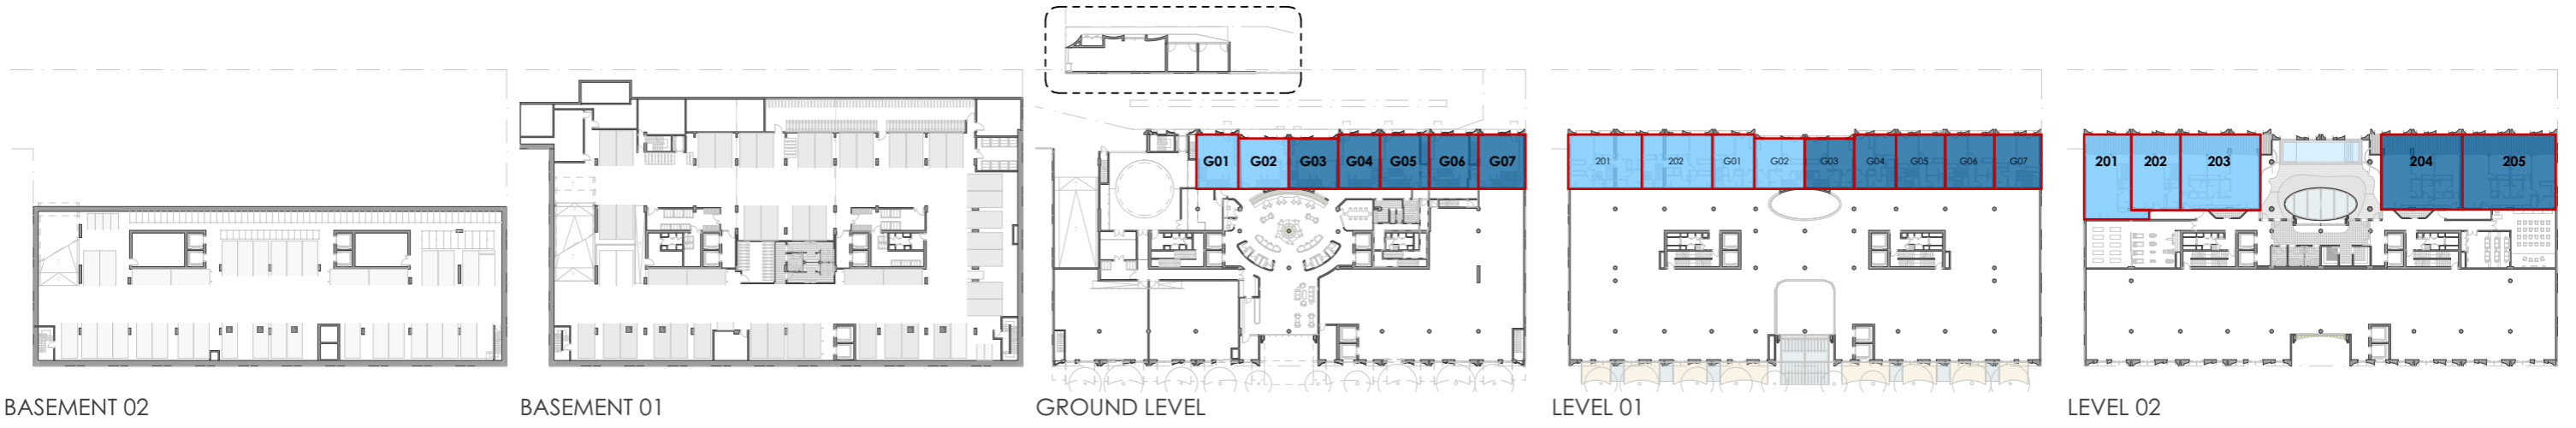 G01 G02 G03 G04 G05 G06 G07
201 202 G01 G02 G03 G04 G05 G06 G07
201 202 203 204 205
BASEMENT 02
BASEMENT 01
GROUND LEVEL
LEVEL 01
LEVEL 02